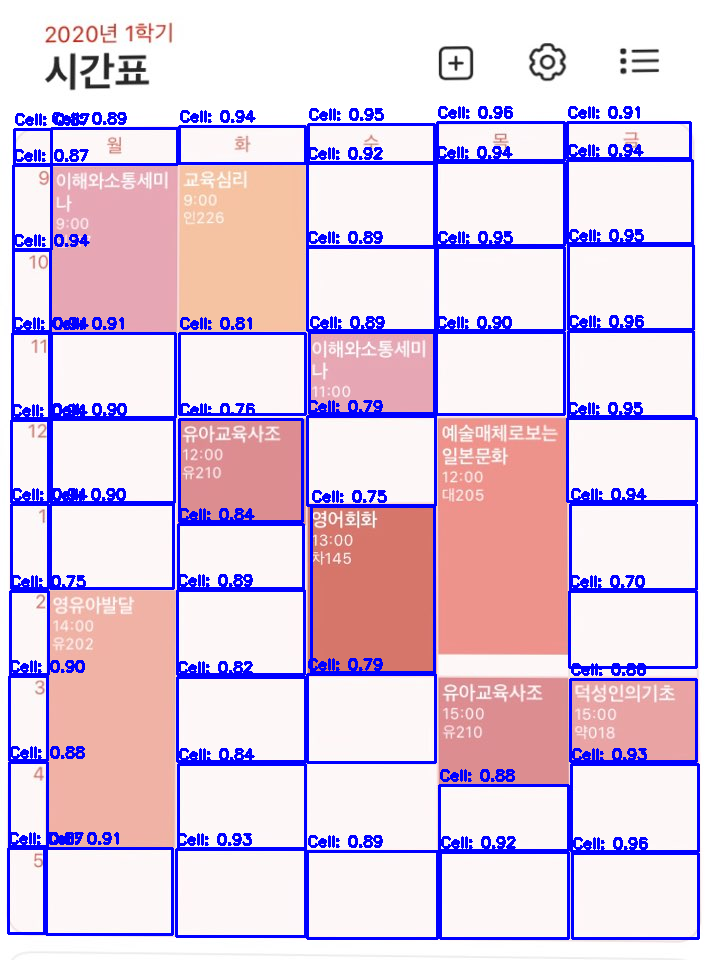 2020년 1학기
시간표
Cell: 0.87 0.89 Cell: 0.94 Cell: 0.95 Cell: 0.96 Cell: 0.91
월 화 수 목 금
Cell: 0.87 Cell: 0.92 Cell: 0.94 Cell: 0.94
9
이해와소통세미
나
9:00
교육심리
9:00
인226
Cell: 0.94 Cell: 0.89 Cell: 0.95 Cell: 0.95
10
Cell: 0.91 Cell: 0.81 Cell: 0.89 Cell: 0.90 Cell: 0.96
11
이해와소통세미
나
11:00
Cell: 0.90 Cell: 0.76 Cell: 0.79 Cell: 0.95
12
유아교육사조
12:00
유210
예술매체로보는
일본문화
12:00
대205
Cell: 0.90 Cell: 0.84 Cell: 0.75 Cell: 0.94
1
영어회화
13:00
차145
Cell: 0.75 Cell: 0.89 Cell: 0.70
2
영유아발달
14:00
유202
Cell: 0.90 Cell: 0.82 Cell: 0.79 Cell: 0.86
3
유아교육사조
15:00
유210
덕성인의기초
15:00
약018
Cell: 0.88 Cell: 0.84 Cell: 0.88 Cell: 0.93
4
Cell: 0.91 Cell: 0.93 Cell: 0.89 Cell: 0.92 Cell: 0.96
5